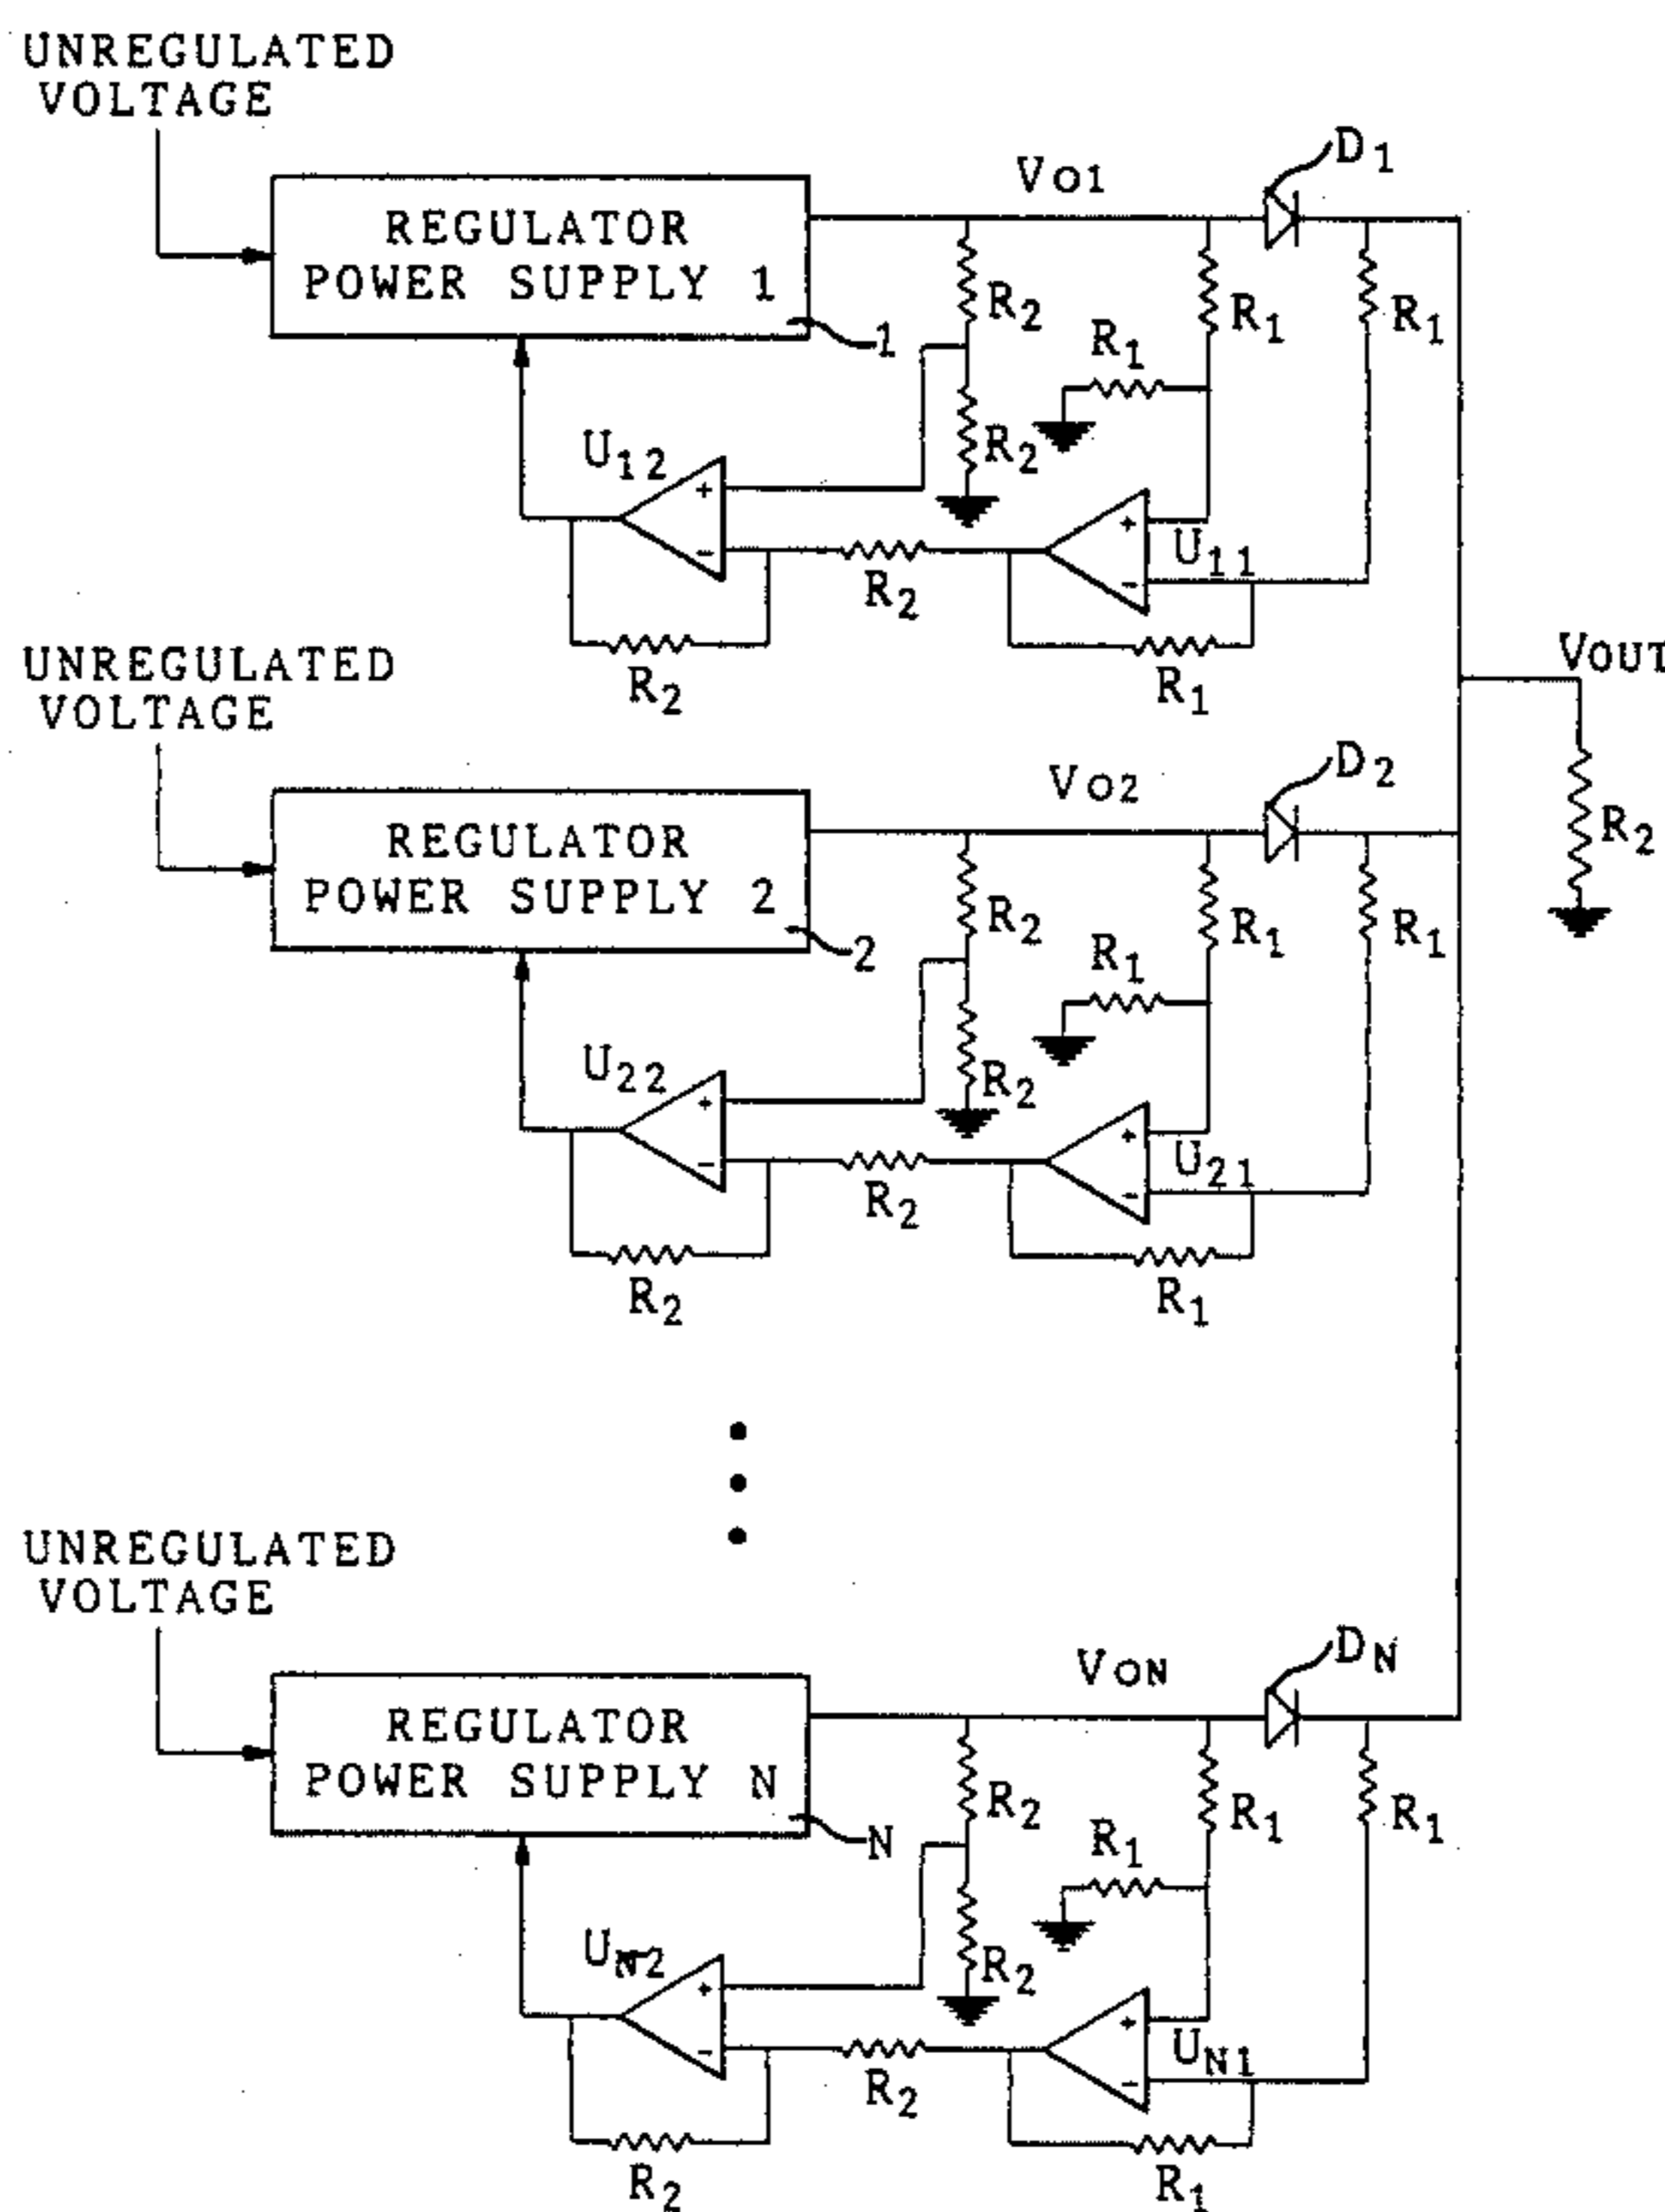 UNREGULATED
VOLTAGE
REGULATOR
POWER SUPPLY 1
1
VO1
D1
R2
R1
R1
R1
R2
U12
+
-
R2
U11
+
-
R2
R1
VOUT
R2
UNREGULATED
VOLTAGE
REGULATOR
POWER SUPPLY 2
2
VO2
D2
R2
R1
R1
R1
R2
U22
+
-
R2
U21
+
-
R2
R1
UNREGULATED
VOLTAGE
REGULATOR
POWER SUPPLY N
N
VON
DN
R2
R1
R1
R1
R2
UN2
+
-
R2
UN1
+
-
R2
R1